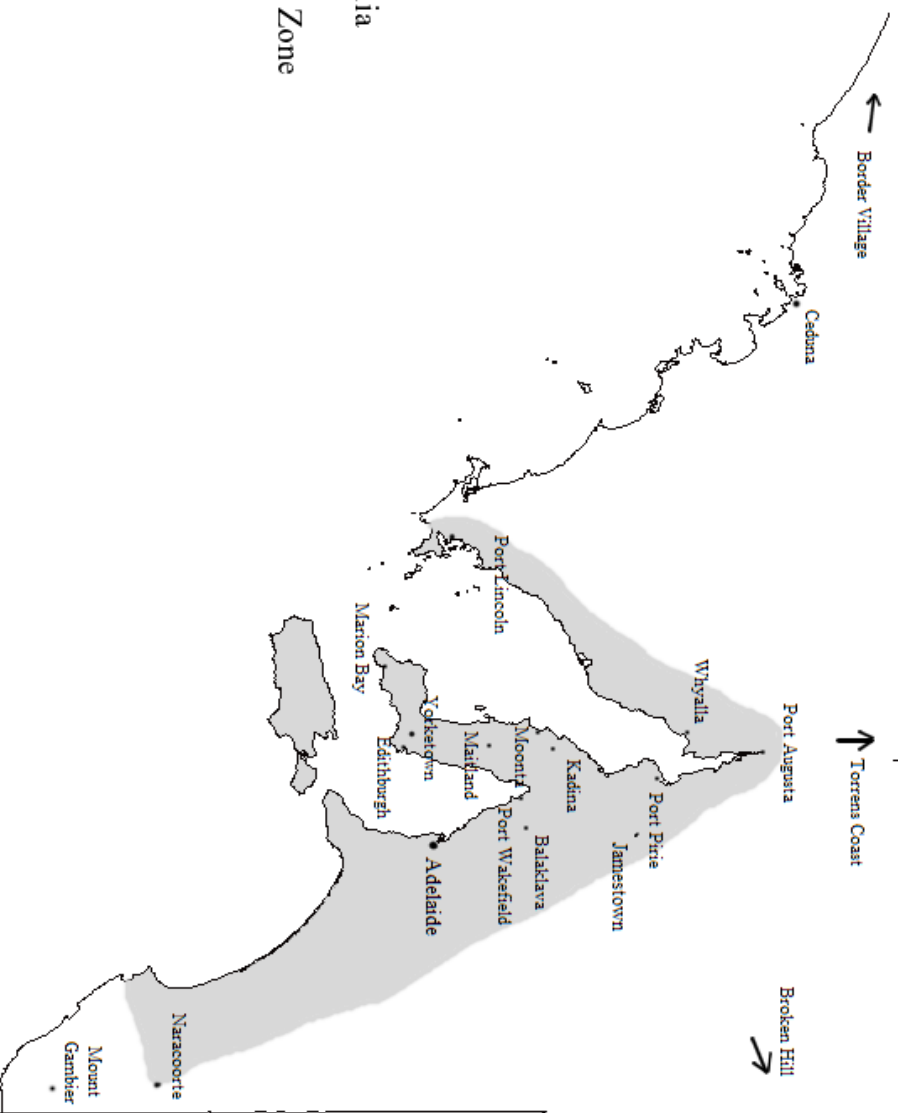 ia
Zone
Border Village
Ceduna
Port Lincoln
Whyalla
Port Augusta
Torrens Coast
Marion Bay
Yorketown
Edithburgh
Maitland
Moonta
Kadina
Port Pirie
Jamestown
Balaklava
Port Wakefield
Adelaide
Broken Hill
Naracoorte
Mount
Gambier